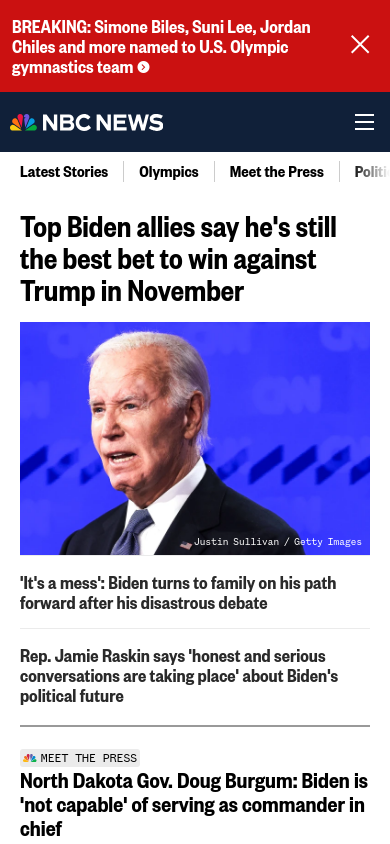 BREAKING: Simone Biles, Suni Lee, Jordan
Chiles and more named to U.S. Olympic
gymnastics team
NBC NEWS
Latest Stories
Olympics
Meet the Press
Top Biden allies say he's still
the best bet to win against
Trump in November
Justin Sullivan / Getty Images
'It's a mess': Biden turns to family on his path
forward after his disastrous debate
Rep. Jamie Raskin says 'honest and serious
conversations are taking place' about Biden's
political future
MEET THE PRESS
North Dakota Gov. Doug Burgum: Biden is
'not capable' of serving as commander in
chief